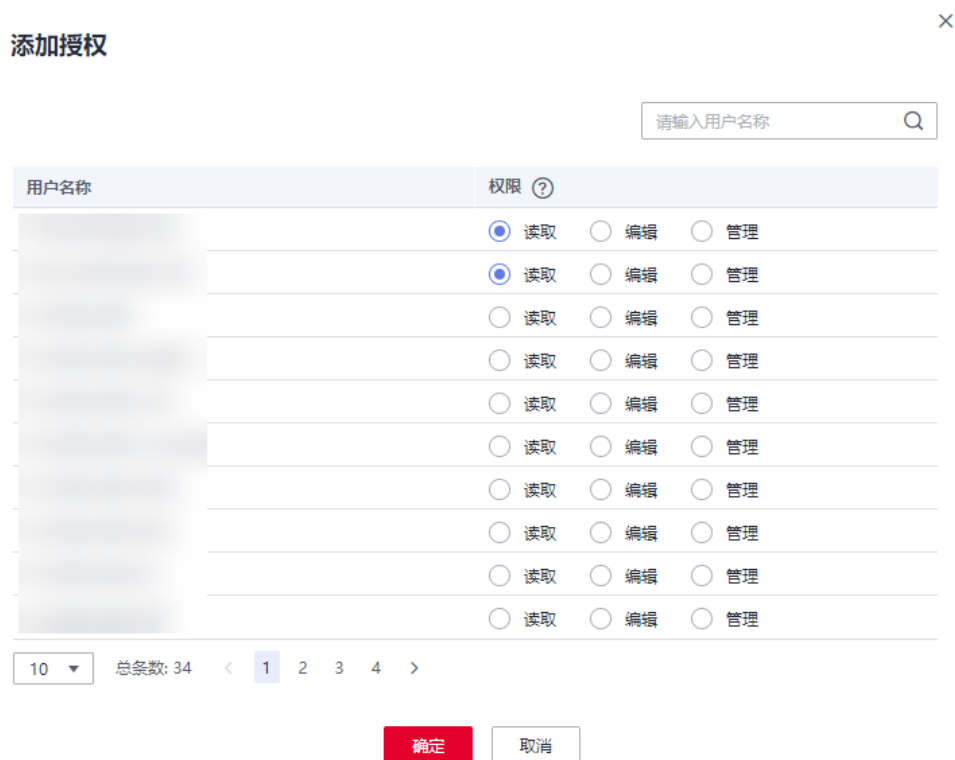 添加授权
请输入用户名称
用户名称 权限 ?
读取 编辑 管理
读取 编辑 管理
读取 编辑 管理
读取 编辑 管理
读取 编辑 管理
读取 编辑 管理
读取 编辑 管理
读取 编辑 管理
读取 编辑 管理
读取 编辑 管理
10 总条数: 34 < 1 2 3 4 >
确定 取消